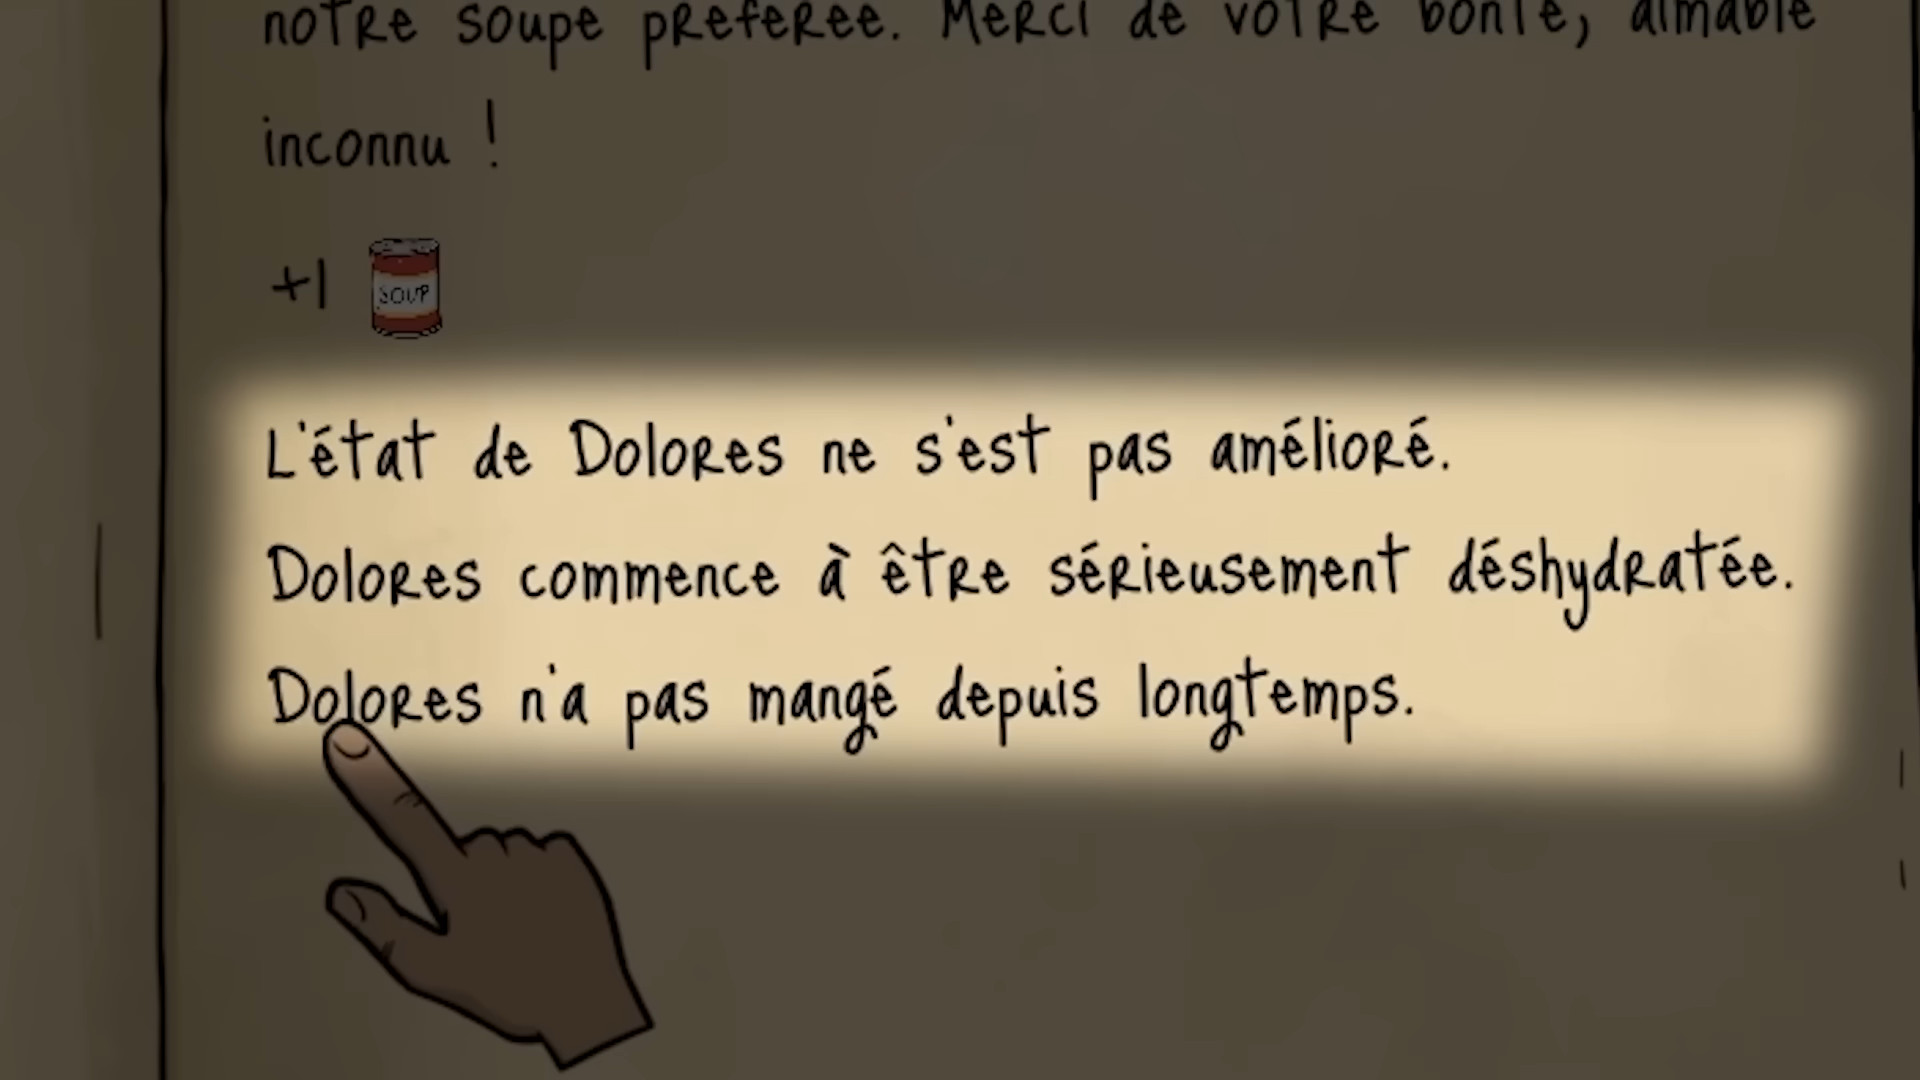 notre soupe préférée. Merci de votre bonté, aimable
inconnu !
+1 SOUP
L'état de Dolores ne s'est pas amélioré.
Dolores commence à être sérieusement déshydratée.
Dolores n'a pas mangé depuis longtemps.